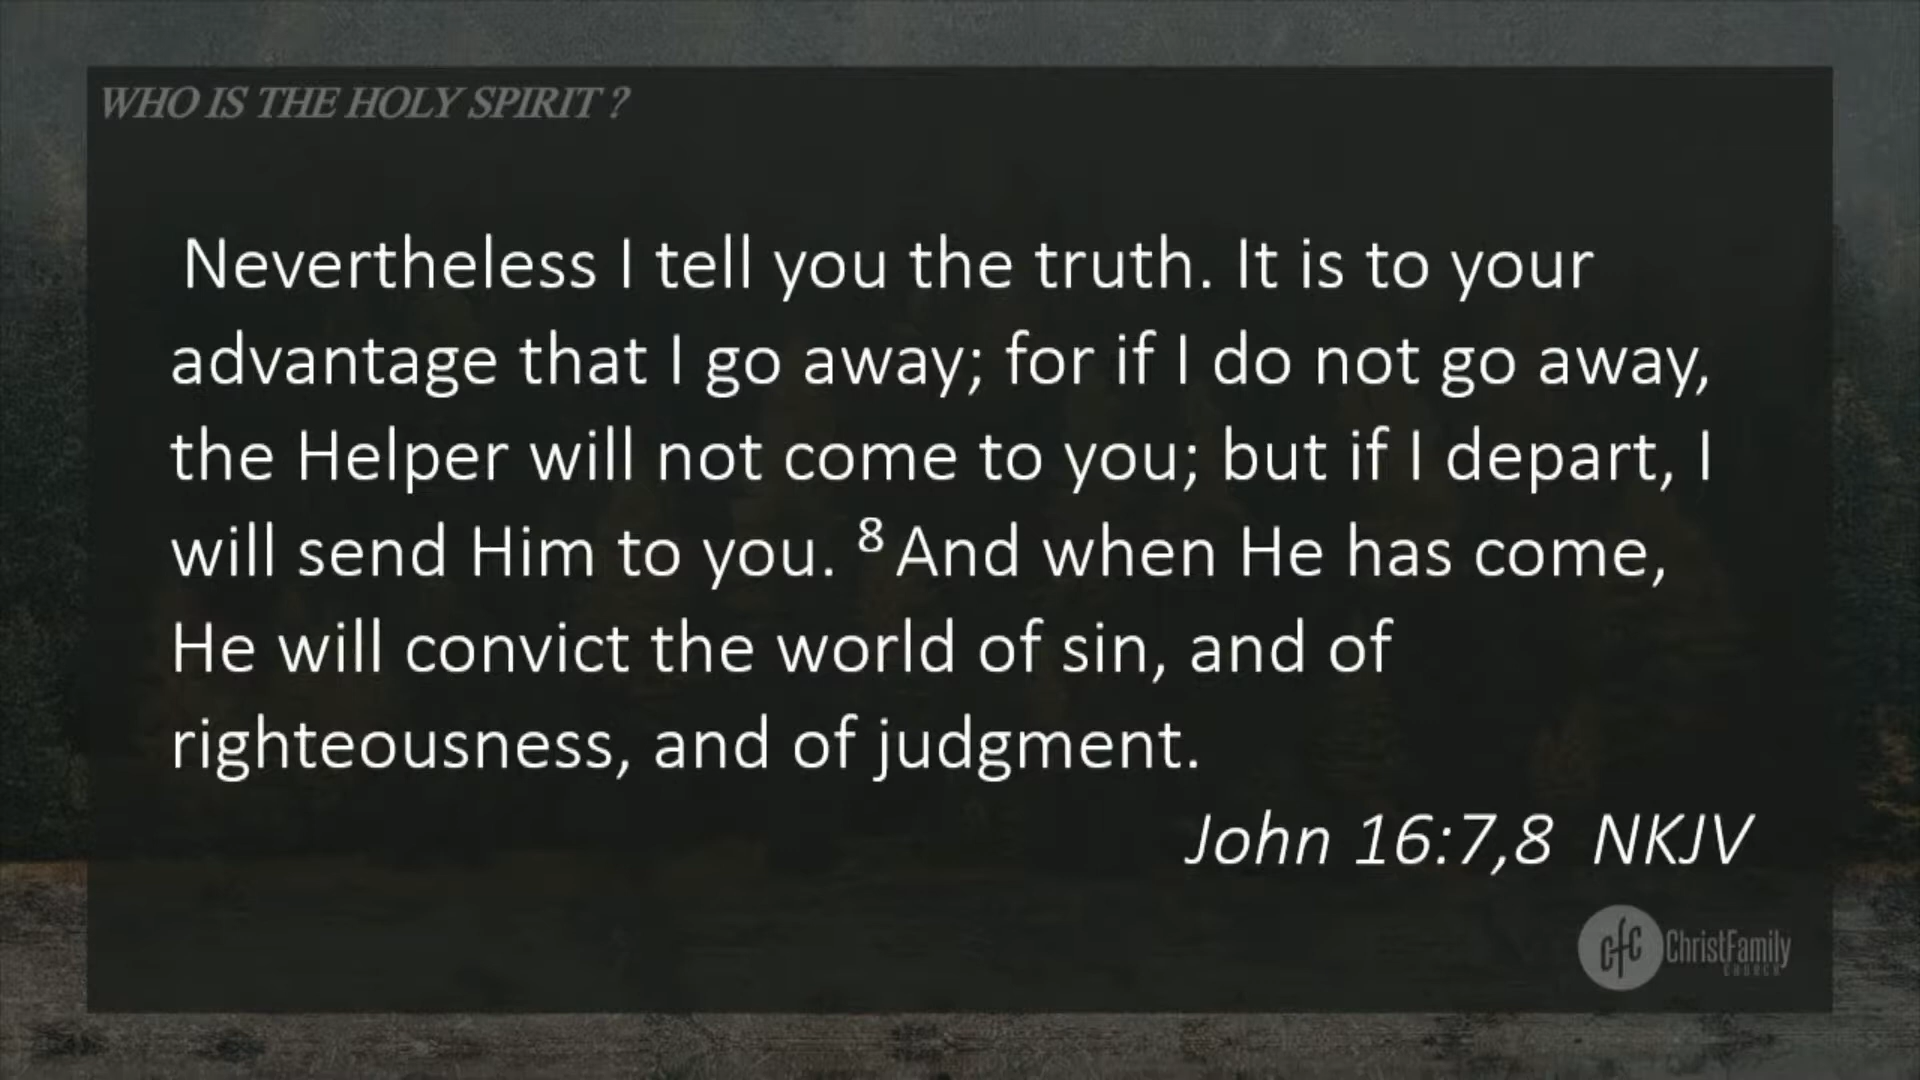 WHO IS THE HOLY SPIRIT ?
Nevertheless I tell you the truth. It is to your
advantage that I go away; for if I do not go away,
the Helper will not come to you; but if I depart, I
will send Him to you. ⁸ And when He has come,
He will convict the world of sin, and of
righteousness, and of judgment.
John 16:7,8 NKJV
cfc ChristFamily
CHURCH